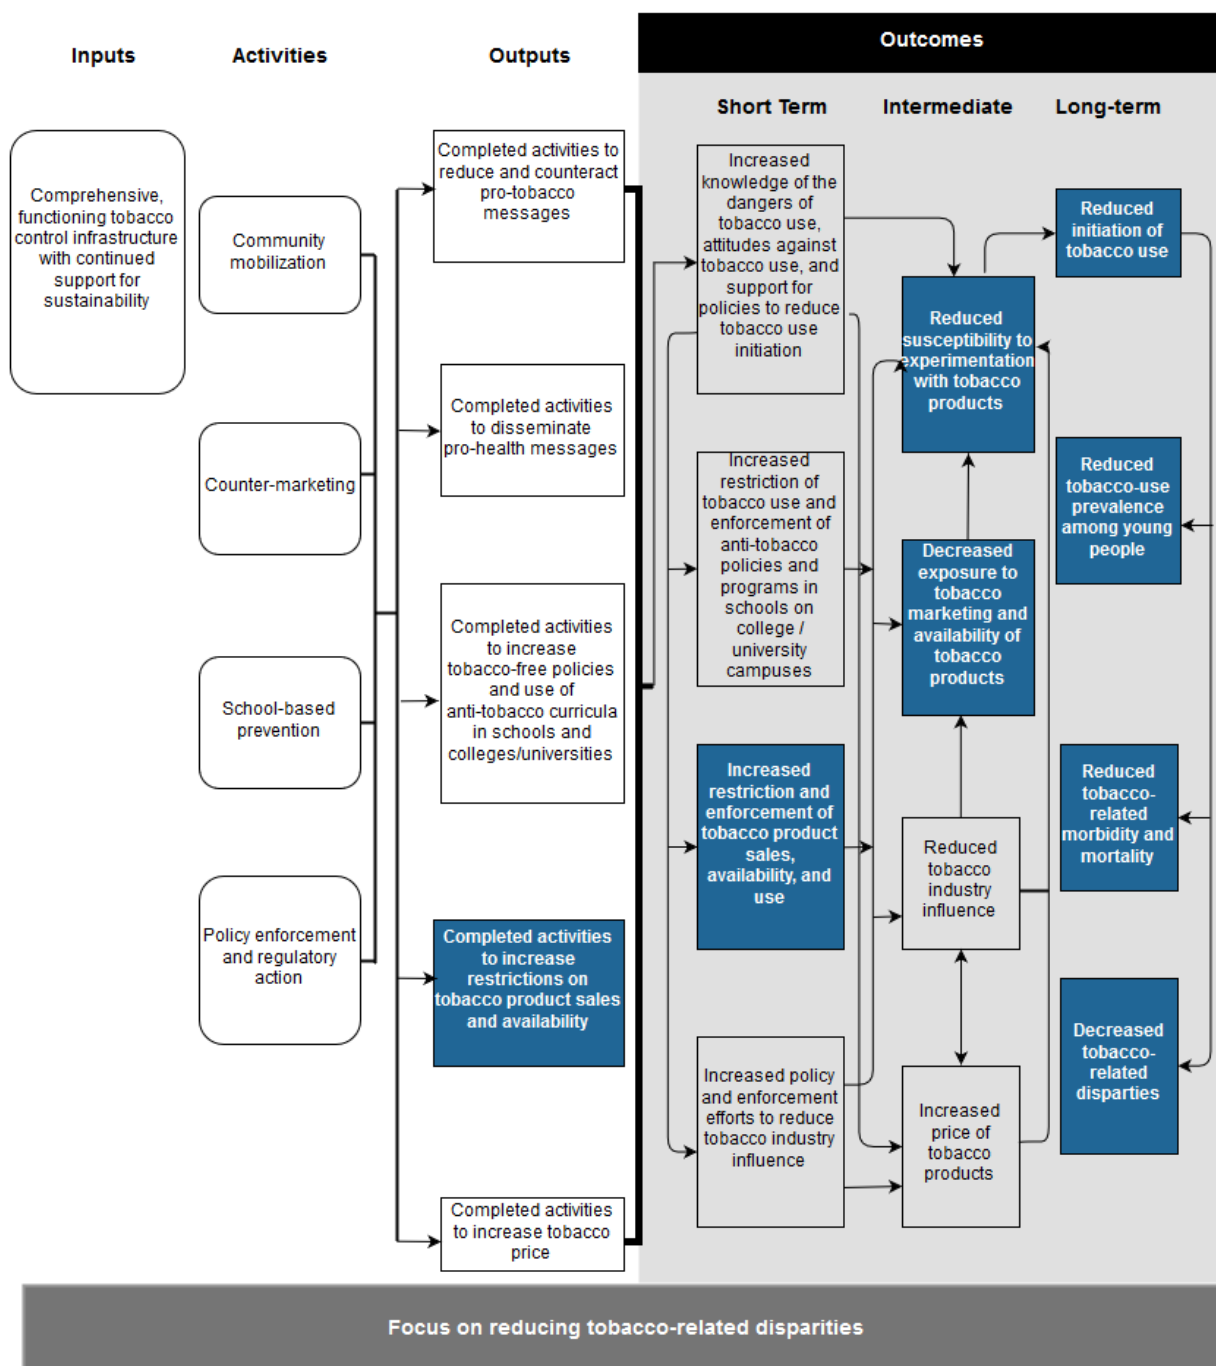 Outcomes
Inputs
Activities
Outputs
Short Term
Intermediate
Long-term
Comprehensive,
functioning tobacco
control infrastructure
with continued
support for
sustainability
Community
mobilization
Counter-marketing
School-based
prevention
Policy enforcement
and regulatory
action
Completed activities to
reduce and counteract
pro-tobacco
messages
Completed activities
to disseminate
pro-health messages
Completed activities
to increase
tobacco-free policies
and use of
anti-tobacco curricula
in schools and
colleges/universities
Completed activities
to increase
restrictions on
tobacco product sales
and availability
Completed activities
to increase tobacco
price
Increased
knowledge of the
dangers of
tobacco use,
attitudes against
tobacco use, and
support for
policies to reduce
tobacco use
initiation
Increased
restriction of
tobacco use and
enforcement of
anti-tobacco
policies and
programs in
schools on
college /
university
campuses
Increased
restriction and
enforcement of
tobacco product
sales,
availability, and
use
Increased policy
and enforcement
efforts to reduce
tobacco industry
influence
Reduced
susceptibility to
experimentation
with tobacco
products
Decreased
exposure to
tobacco
marketing and
availability of
tobacco
products
Reduced
tobacco
industry
influence
Increased
price of
tobacco
products
Reduced
initiation of
tobacco use
Reduced
tobacco-use
prevalence
among young
people
Reduced
tobacco-
related
morbidity and
mortality
Decreased
tobacco-
related
disparties
Focus on reducing tobacco-related disparities